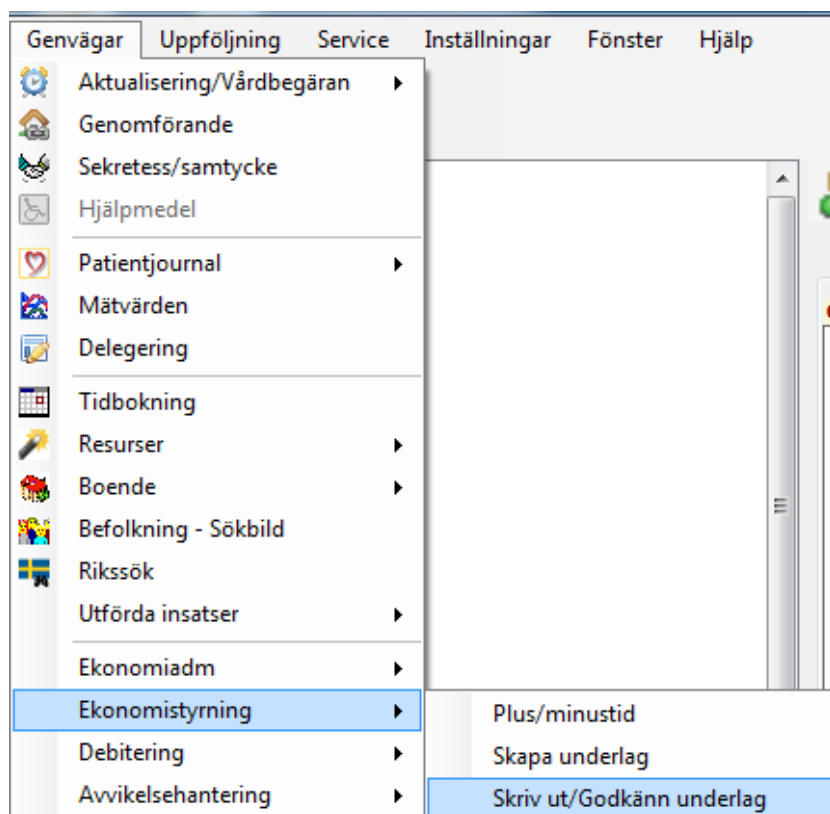 Genvägar Uppföljning Service Inställningar Fönster Hjälp
Aktualisering/Vårdbegäran
Genomförande
Sekretess/samtycke
Hjälpmedel
Patientjournal
Mätvärden
Delegering
Tidbokning
Resurser
Boende
Befolkning - Sökbild
Rikssök
Utförda insatser
Ekonomiadm
Ekonomistyrning
Plus/minustid
Debitering
Skapa underlag
Avvikelsehantering
Skriv ut/Godkänn underlag